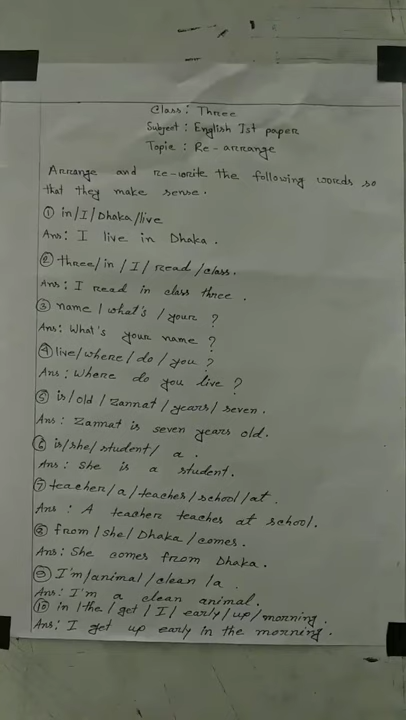 Class: Three
Subject: English Ist paper
Topic: Re-arrange
Arrange and re-write the following words so
that they make sense.
① in/I/Dhaka/live
Ans: I live in Dhaka.
② three/in/I/read/class.
Ans: I read in class three.
③ name/what's/your?
Ans: What's your name?
④ live/where/do/you?
Ans: Where do you live?
⑤ is/old/Zannat/years/seven.
Ans: Zannat is seven years old.
⑥ is/she/student/a.
Ans: She is a student.
⑦ teacher/a/teaches/school/at.
Ans: A teacher teaches at school.
⑧ from/she/Dhaka/comes.
Ans: She comes from Dhaka.
⑨ I'm/animal/clean/a.
Ans: I'm a clean animal.
⑩ in/the/get/I/early/up/morning.
Ans: I get up early in the morning.